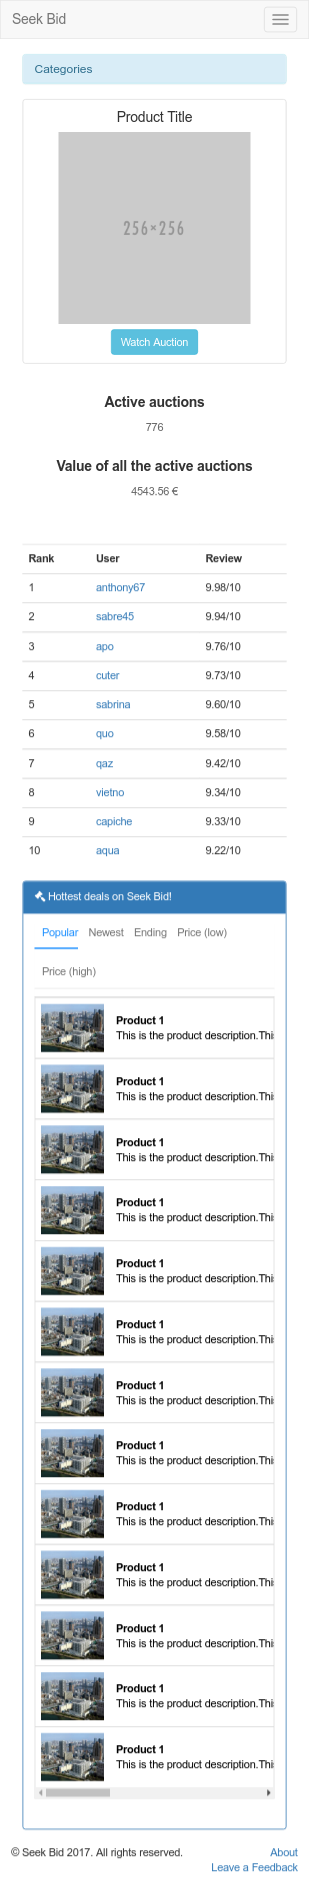 Seek Bid
Categories
Product Title
256×256
Watch Auction
Active auctions
776
Value of all the active auctions
4543.56 €
Rank User Review
1 anthony67 9.98/10
2 sabre45 9.94/10
3 apo 9.76/10
4 cuter 9.73/10
5 sabrina 9.60/10
6 quo 9.58/10
7 qaz 9.42/10
8 vietno 9.34/10
9 capiche 9.33/10
10 aqua 9.22/10
Hottest deals on Seek Bid!
Popular Newest Ending Price (low)
Price (high)
Product 1
This is the product description.Thi
Product 1
This is the product description.Thi
Product 1
This is the product description.Thi
Product 1
This is the product description.Thi
Product 1
This is the product description.Thi
Product 1
This is the product description.Thi
Product 1
This is the product description.Thi
Product 1
This is the product description.Thi
Product 1
This is the product description.Thi
Product 1
This is the product description.Thi
Product 1
This is the product description.Thi
Product 1
This is the product description.Thi
Product 1
This is the product description.Thi
© Seek Bid 2017. All rights reserved. About
Leave a Feedback